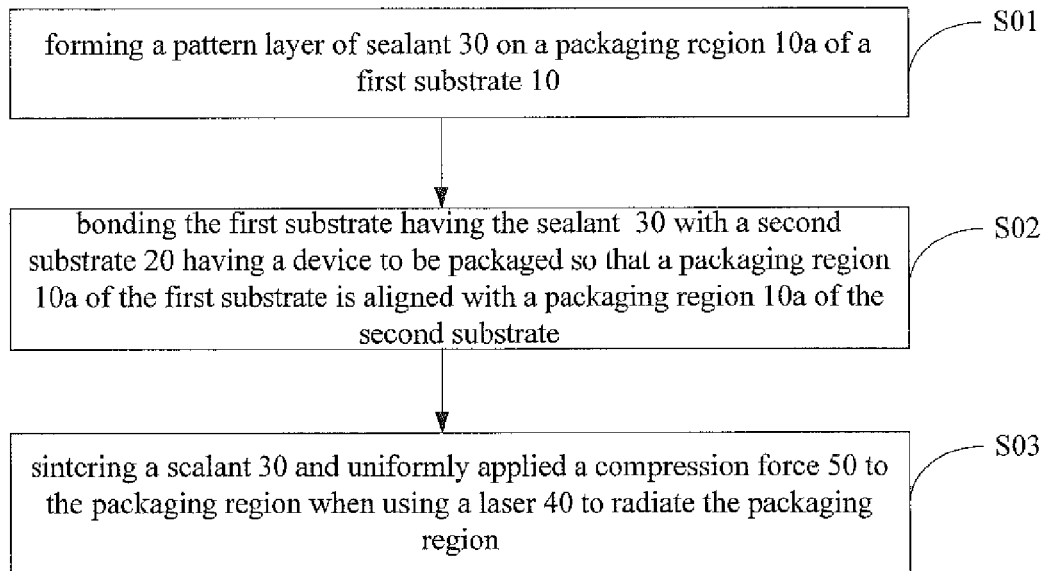 forming a pattern layer of sealant 30 on a packaging region 10a of a
first substrate 10
S01
bonding the first substrate having the sealant 30 with a second
substrate 20 having a device to be packaged so that a packaging region
10a of the first substrate is aligned with a packaging region 10a of the
second substrate
S02
sintering a sealant 30 and uniformly applied a compression force 50 to
the packaging region when using a laser 40 to radiate the packaging
region
S03